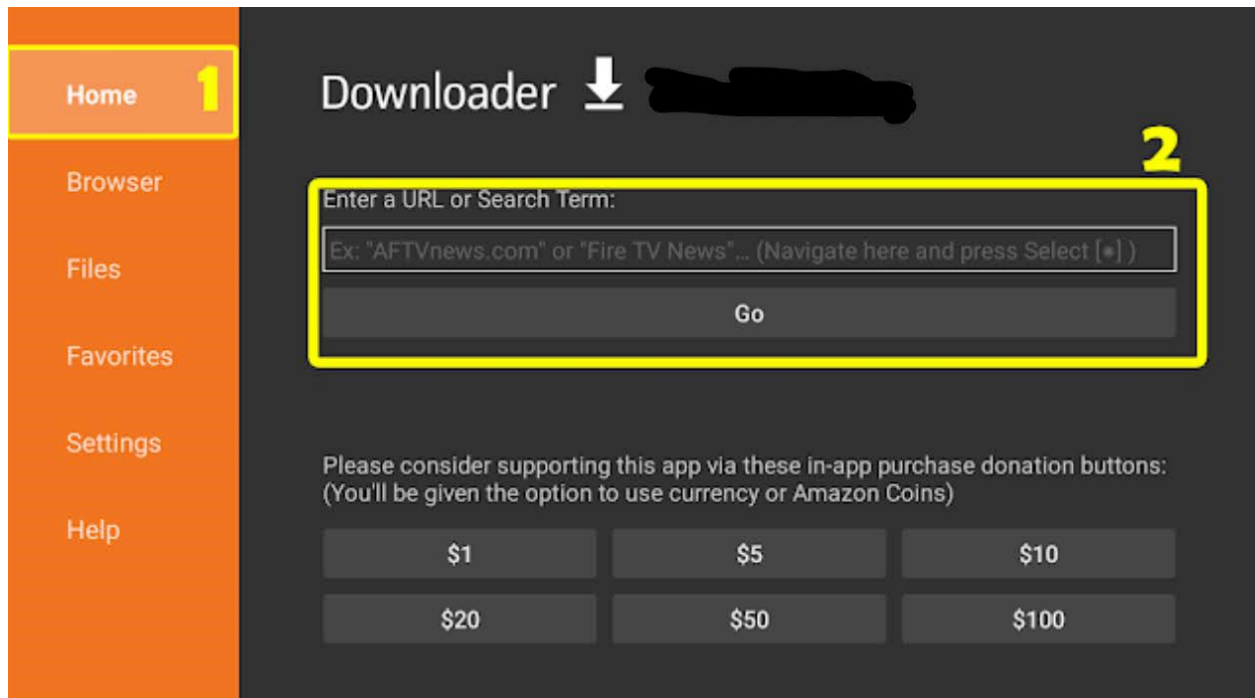 Home
1
Browser
Files
Favorites
Settings
Help
Downloader
2
Enter a URL or Search Term:
Ex: "AFTVnews.com" or "Fire TV News"... (Navigate here and press Select [●] )
Go
Please consider supporting this app via these in-app purchase donation buttons:
(You'll be given the option to use currency or Amazon Coins)
$1 $5 $10
$20 $50 $100